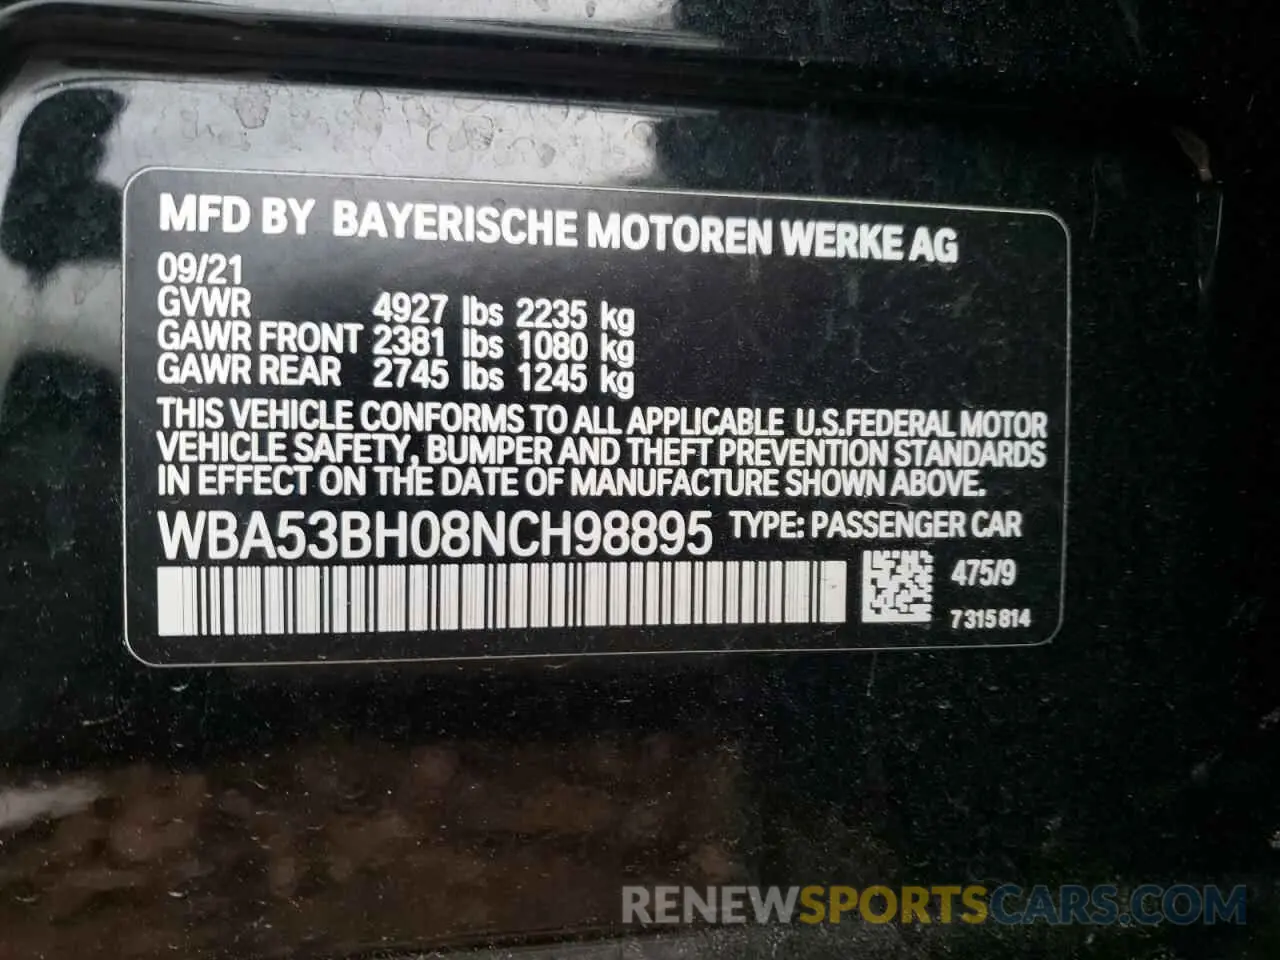 MFD BY BAYERISCHE MOTOREN WERKE AG
09/21
GVWR 4927 lbs 2235 kg
GAWR FRONT 2381 lbs 1080 kg
GAWR REAR 2745 lbs 1245 kg
THIS VEHICLE CONFORMS TO ALL APPLICABLE U.S.FEDERAL MOTOR
VEHICLE SAFETY, BUMPER AND THEFT PREVENTION STANDARDS
IN EFFECT ON THE DATE OF MANUFACTURE SHOWN ABOVE.
WBA53BH08NCH98895 TYPE: PASSENGER CAR
475/9
7 315 814
RENEWSPORTSCARS.COM